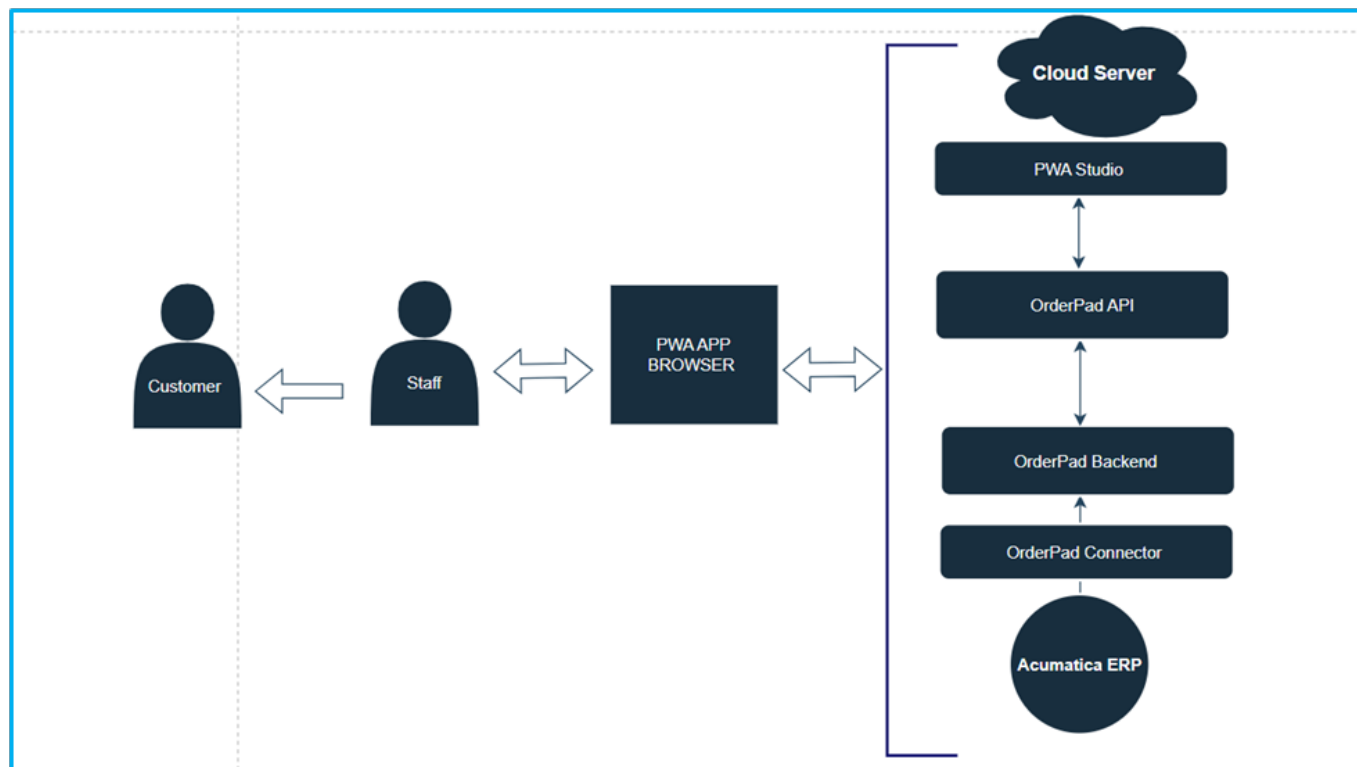 Cloud Server
PWA Studio
OrderPad API
Customer
Staff
PWA APP
BROWSER
OrderPad Backend
OrderPad Connector
Acumatica ERP